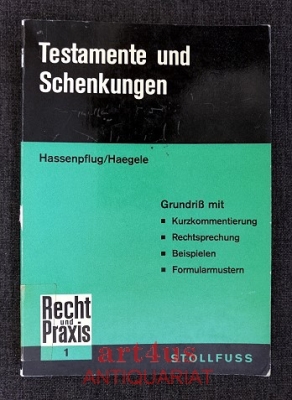 Testamente und
Schenkungen
Hassenpflug/Haegele
Grundriß mit
▪ Kurzkommentierung
▪ Rechtsprechung
▪ Beispielen
▪ Formularmustern
Recht
und
Praxis
1
art4us
STOLLFUSS
ANTIQUARIAT